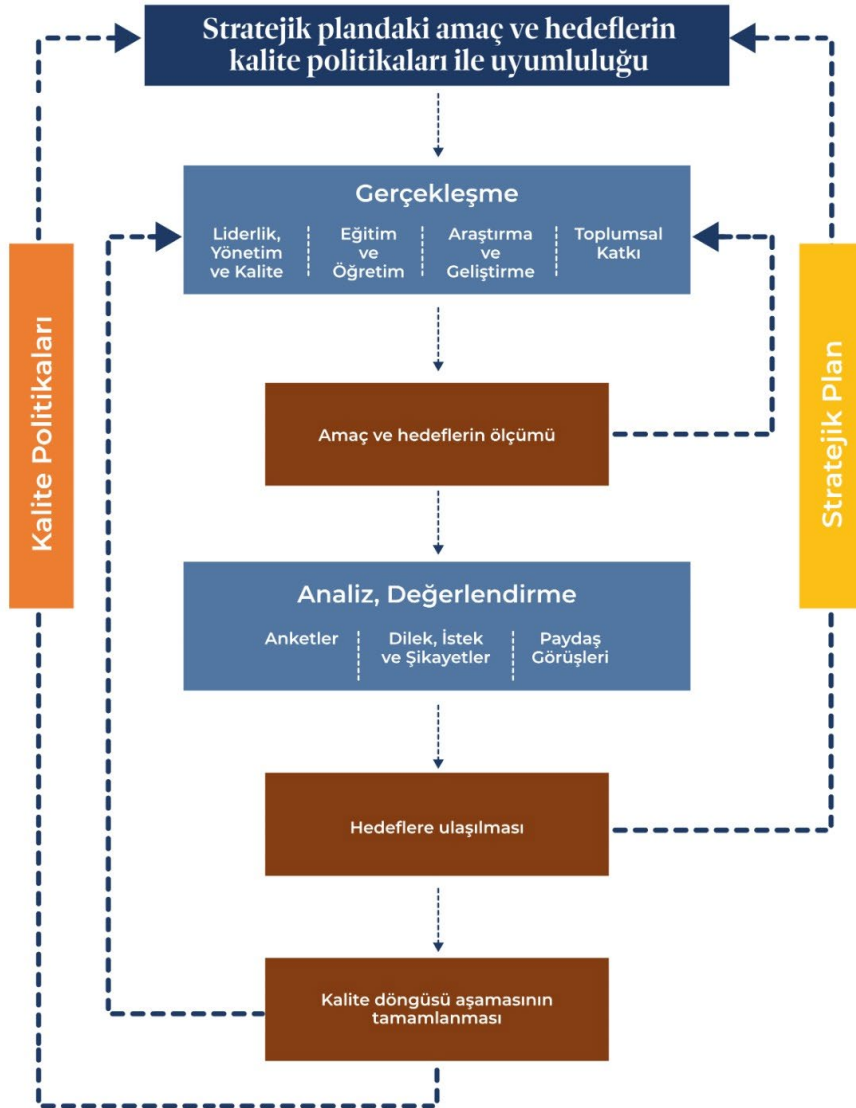 Stratejik plandaki amaç ve hedeflerin
kalite politikaları ile uyumluluğu
Gerçekleşme
Liderlik,
Yönetim
ve Kalite
Eğitim
ve
Öğretim
Araştırma
ve
Geliştirme
Toplumsal
Katkı
Kalite Politikaları
Stratejik Plan
Amaç ve hedeflerin ölçümü
Analiz, Değerlendirme
Anketler
Dilek, İstek
ve Şikayetler
Paydaş
Görüşleri
Hedeflere ulaşılması
Kalite döngüsü aşamasının
tamamlanması